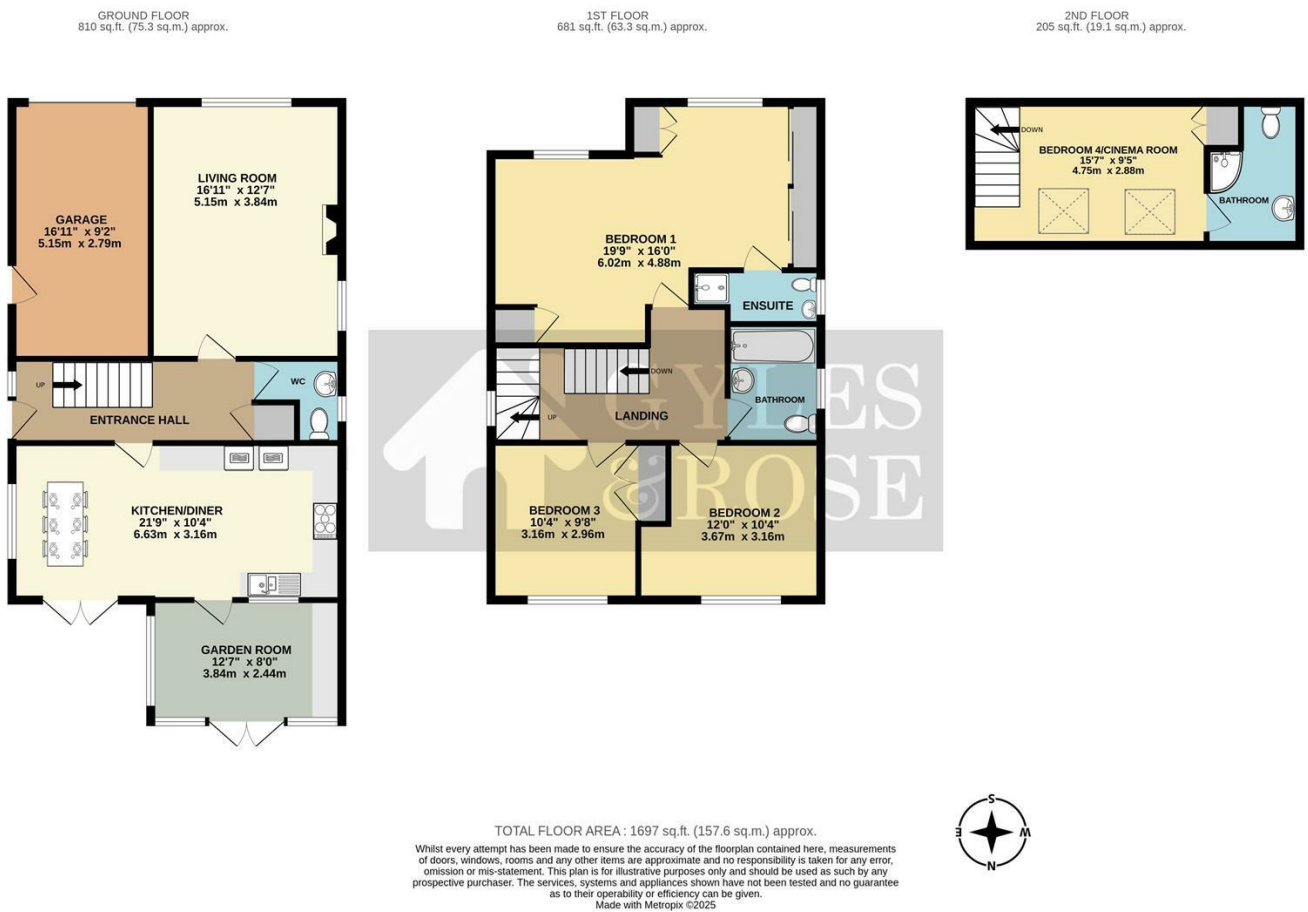 GROUND FLOOR
810 sq.ft. (75.3 sq.m.) approx.
1ST FLOOR
681 sq.ft. (63.3 sq.m.) approx.
2ND FLOOR
205 sq.ft. (19.1 sq.m.) approx.
LIVING ROOM
16'11" x 12'7"
5.15m x 3.84m
GARAGE
16'11" x 9'2"
5.15m x 2.79m
UP
WC
ENTRANCE HALL
KITCHEN/DINER
21'9" x 10'4"
6.63m x 3.16m
GARDEN ROOM
12'7" x 8'0"
3.84m x 2.44m
BEDROOM 1
19'9" x 16'0"
6.02m x 4.88m
ENSUITE
DOWN
UP
LANDING
BATHROOM
BEDROOM 3
10'4" x 9'8"
3.16m x 2.96m
BEDROOM 2
12'0" x 10'4"
3.67m x 3.16m
GYLES
& ROSE
DOWN
BEDROOM 4/CINEMA ROOM
15'7" x 9'5"
4.75m x 2.88m
BATHROOM
S
E
W
N
TOTAL FLOOR AREA : 1697 sq.ft. (157.6 sq.m.) approx.
Whilst every attempt has been made to ensure the accuracy of the floorplan contained here, measurements
of doors, windows, rooms and any other items are approximate and no responsibility is taken for any error,
omission or mis-statement. This plan is for illustrative purposes only and should be used as such by any
prospective purchaser. The services, systems and appliances shown have not been tested and no guarantee
as to their operability or efficiency can be given.
Made with Metropix ©2025